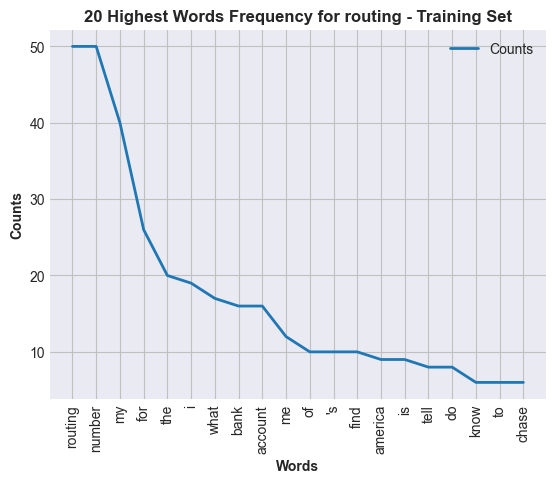 20 Highest Words Frequency for routing - Training Set
Counts
50
40
30
20
10
Counts
routing
number
my
for
the
i
what
bank
account
me
of
's
find
america
is
tell
do
know
to
chase
Words